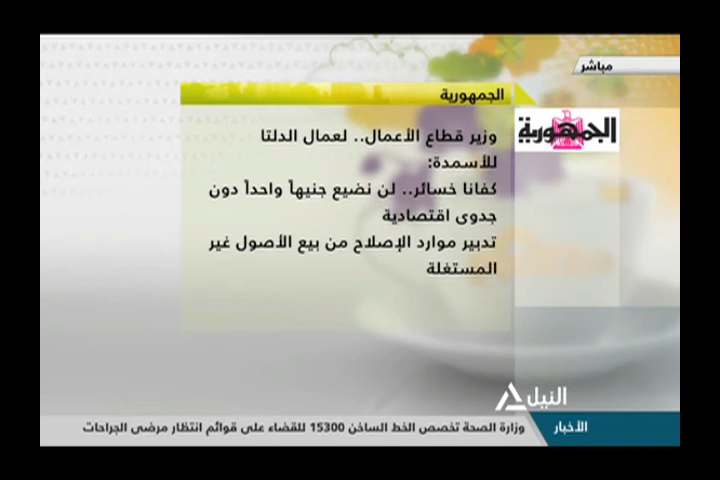 مباشر
الجمهورية
الجمهورية
وزير قطاع الأعمال.. لعمال الدلتا
للأسمدة:
كفانا خسائر.. لن نضيع جنيهاً واحداً دون
جدوى اقتصادية
تدبير موارد الإصلاح من بيع الأصول غير
المستغلة
النيل
الأخبار
وزارة الصحة تخصص الخط الساخن 15300 للقضاء على قوائم انتظار مرضى الجراحات